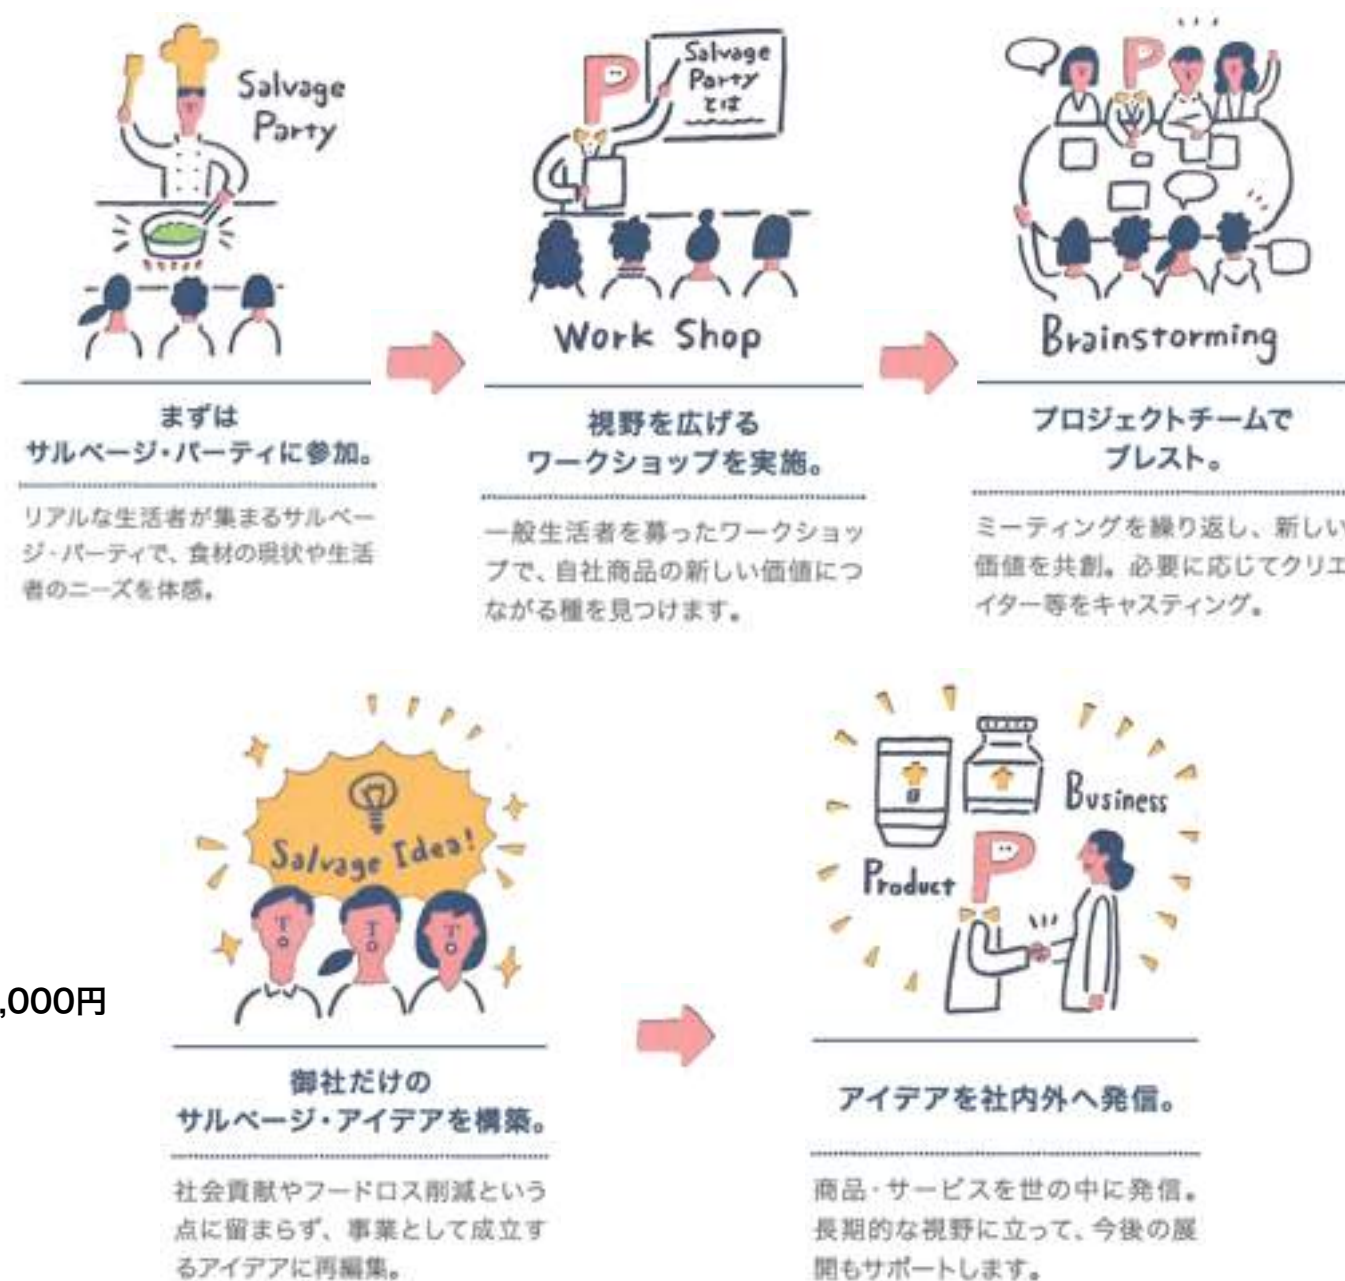 Salvage
Party
まずは
サルベージ・パーティに参加。
リアルな生活者が集まるサルベー
ジ・パーティで、食材の現状や生活
者のニーズを体感。
P
Salvage
Party
とは
Work Shop
視野を広げる
ワークショップを実施。
一般生活者を募ったワークショッ
プで、自社商品の新しい価値につ
ながる種を見つけます。
P
Brainstorming
プロジェクトチームで
ブレスト。
ミーティングを繰り返し、新しい
価値を共創。必要に応じてクリエ
イター等をキャスティング。
,000円
Salvage Idea!
御社だけの
サルベージ・アイデアを構築。
社会貢献やフードロス削減という
点に留まらず、事業として成立す
るアイデアに再編集。
Business
Product
P
アイデアを社内外へ発信。
商品・サービスを世の中に発信。
長期的な視野に立って、今後の展
開もサポートします。